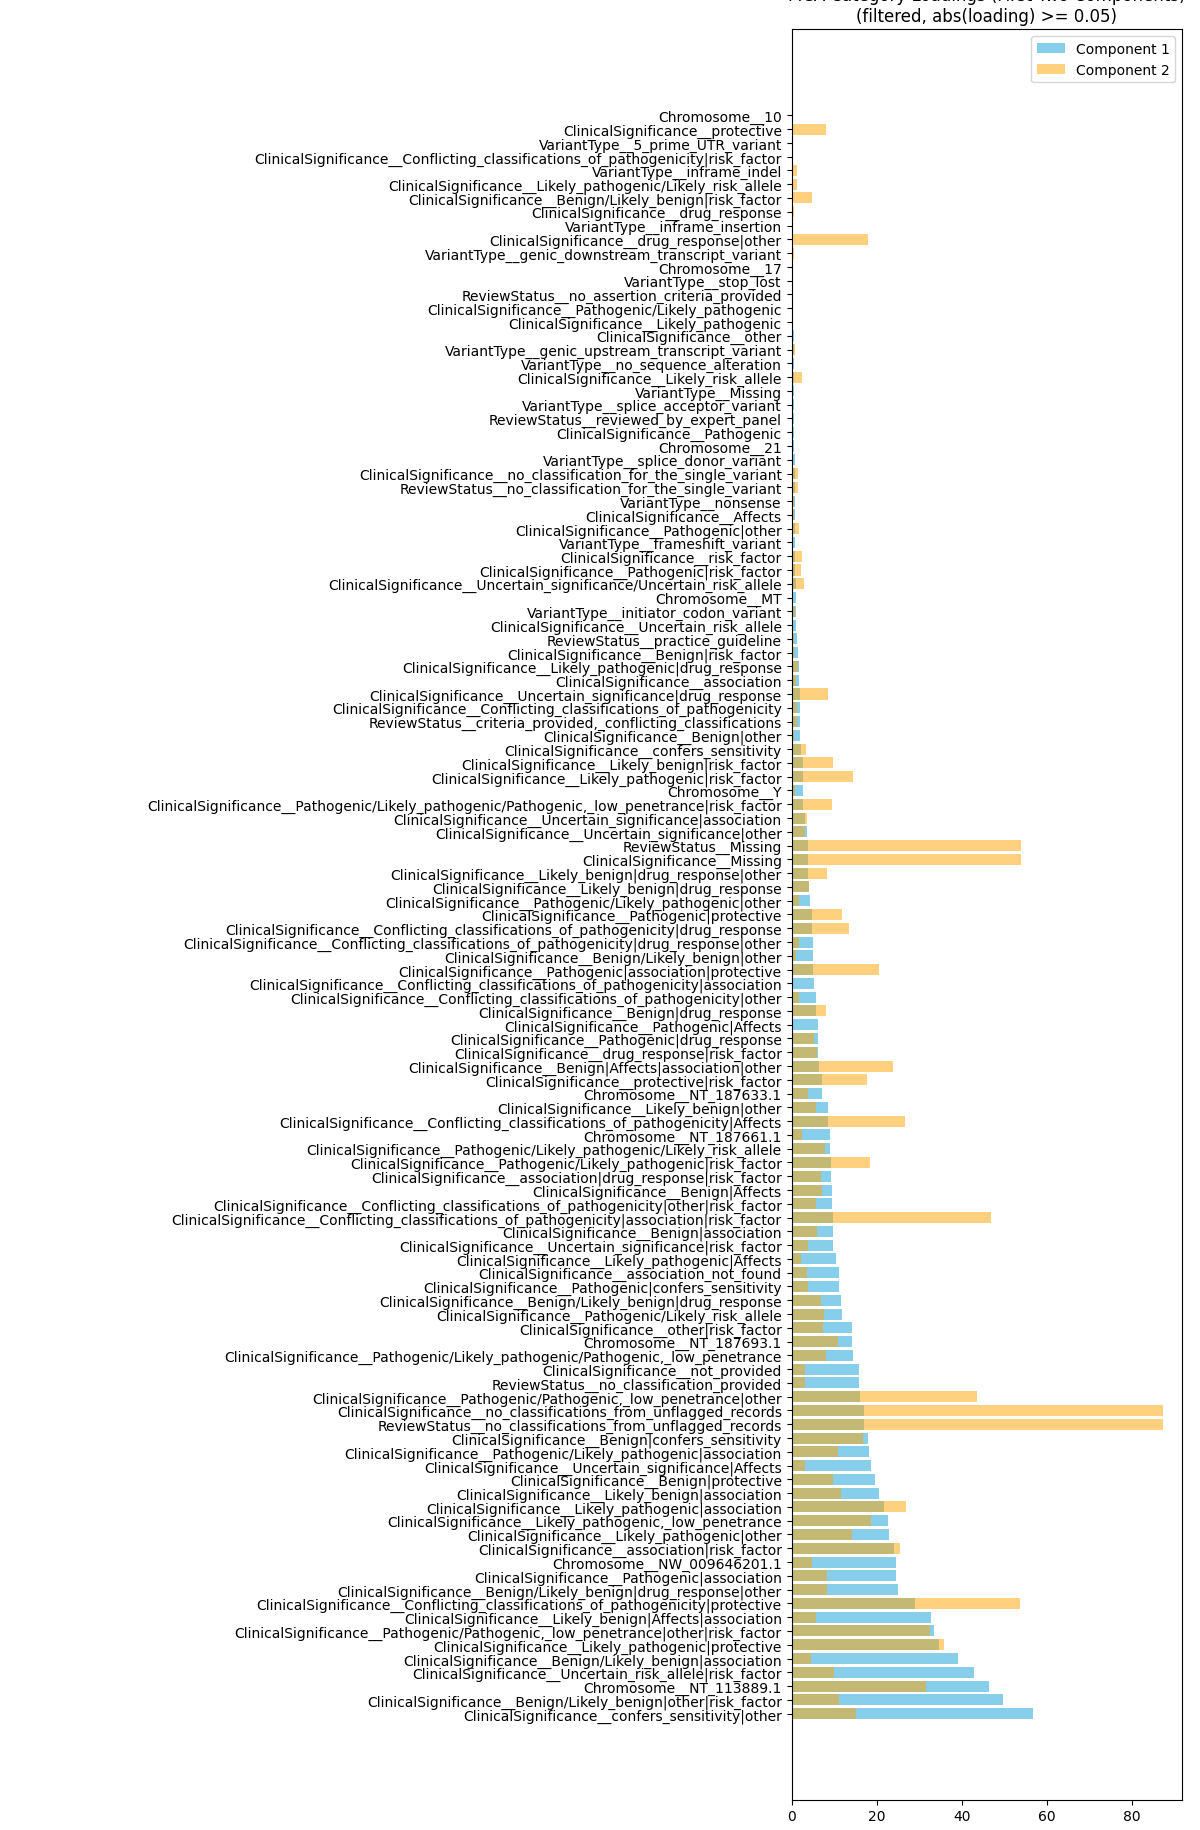 (filtered, abs(loading) >= 0.05)
Component 1
Component 2
Chromosome__10
ClinicalSignificance__protective
VariantType__5_prime_UTR_variant
ClinicalSignificance__Conflicting_classifications_of_pathogenicity|risk_factor
VariantType__inframe_indel
ClinicalSignificance__Likely_pathogenic/Likely_risk_allele
ClinicalSignificance__Benign/Likely_benign|risk_factor
ClinicalSignificance__drug_response
VariantType__inframe_insertion
ClinicalSignificance__drug_response|other
VariantType__genic_downstream_transcript_variant
Chromosome__17
VariantType__stop_lost
ReviewStatus__no_assertion_criteria_provided
ClinicalSignificance__Pathogenic/Likely_pathogenic
ClinicalSignificance__Likely_pathogenic
ClinicalSignificance__other
VariantType__genic_upstream_transcript_variant
VariantType__no_sequence_alteration
ClinicalSignificance__Likely_risk_allele
VariantType__Missing
VariantType__splice_acceptor_variant
ReviewStatus__reviewed_by_expert_panel
ClinicalSignificance__Pathogenic
Chromosome__21
VariantType__splice_donor_variant
ClinicalSignificance__no_classification_for_the_single_variant
ReviewStatus__no_classification_for_the_single_variant
VariantType__nonsense
ClinicalSignificance__Affects
ClinicalSignificance__Pathogenic|other
VariantType__frameshift_variant
ClinicalSignificance__risk_factor
ClinicalSignificance__Pathogenic|risk_factor
ClinicalSignificance__Uncertain_significance/Uncertain_risk_allele
Chromosome__MT
VariantType__initiator_codon_variant
ClinicalSignificance__Uncertain_risk_allele
ReviewStatus__practice_guideline
ClinicalSignificance__Benign|risk_factor
ClinicalSignificance__Likely_pathogenic|drug_response
ClinicalSignificance__association
ClinicalSignificance__Uncertain_significance|drug_response
ClinicalSignificance__Conflicting_classifications_of_pathogenicity
ReviewStatus__criteria_provided,_conflicting_classifications
ClinicalSignificance__Benign|other
ClinicalSignificance__confers_sensitivity
ClinicalSignificance__Likely_benign|risk_factor
ClinicalSignificance__Likely_pathogenic|risk_factor
Chromosome__Y
ClinicalSignificance__Pathogenic/Likely_pathogenic/Pathogenic,_low_penetrance|risk_factor
ClinicalSignificance__Uncertain_significance|association
ClinicalSignificance__Uncertain_significance|other
ReviewStatus__Missing
ClinicalSignificance__Missing
ClinicalSignificance__Likely_benign|drug_response|other
ClinicalSignificance__Likely_benign|drug_response
ClinicalSignificance__Pathogenic/Likely_pathogenic|other
ClinicalSignificance__Pathogenic|protective
ClinicalSignificance__Conflicting_classifications_of_pathogenicity|drug_response
ClinicalSignificance__Conflicting_classifications_of_pathogenicity|drug_response|other
ClinicalSignificance__Benign/Likely_benign|other
ClinicalSignificance__Pathogenic|association|protective
ClinicalSignificance__Conflicting_classifications_of_pathogenicity|association
ClinicalSignificance__Conflicting_classifications_of_pathogenicity|other
ClinicalSignificance__Benign|drug_response
ClinicalSignificance__Pathogenic|Affects
ClinicalSignificance__Pathogenic|drug_response
ClinicalSignificance__drug_response|risk_factor
ClinicalSignificance__Benign|Affects|association|other
ClinicalSignificance__protective|risk_factor
Chromosome__NT_187633.1
ClinicalSignificance__Likely_benign|other
ClinicalSignificance__Conflicting_classifications_of_pathogenicity|Affects
Chromosome__NT_187661.1
ClinicalSignificance__Pathogenic/Likely_pathogenic/Likely_risk_allele
ClinicalSignificance__Pathogenic/Likely_pathogenic|risk_factor
ClinicalSignificance__association|drug_response|risk_factor
ClinicalSignificance__Benign|Affects
ClinicalSignificance__Conflicting_classifications_of_pathogenicity|other|risk_factor
ClinicalSignificance__Conflicting_classifications_of_pathogenicity|association|risk_factor
ClinicalSignificance__Benign|association
ClinicalSignificance__Uncertain_significance|risk_factor
ClinicalSignificance__Likely_pathogenic|Affects
ClinicalSignificance__association_not_found
ClinicalSignificance__Pathogenic|confers_sensitivity
ClinicalSignificance__Benign/Likely_benign|drug_response
ClinicalSignificance__Pathogenic/Likely_risk_allele
ClinicalSignificance__other|risk_factor
Chromosome__NT_187693.1
ClinicalSignificance__Pathogenic/Likely_pathogenic/Pathogenic,_low_penetrance
ClinicalSignificance__not_provided
ReviewStatus__no_classification_provided
ClinicalSignificance__Pathogenic/Pathogenic,_low_penetrance|other
ClinicalSignificance__no_classifications_from_unflagged_records
ReviewStatus__no_classifications_from_unflagged_records
ClinicalSignificance__Benign|confers_sensitivity
ClinicalSignificance__Pathogenic/Likely_pathogenic|association
ClinicalSignificance__Uncertain_significance|Affects
ClinicalSignificance__Benign|protective
ClinicalSignificance__Likely_benign|association
ClinicalSignificance__Likely_pathogenic|association
ClinicalSignificance__Likely_pathogenic,_low_penetrance
ClinicalSignificance__Likely_pathogenic|other
ClinicalSignificance__association|risk_factor
Chromosome__NW_009646201.1
ClinicalSignificance__Pathogenic|association
ClinicalSignificance__Benign/Likely_benign|drug_response|other
ClinicalSignificance__Conflicting_classifications_of_pathogenicity|protective
ClinicalSignificance__Likely_benign|Affects|association
ClinicalSignificance__Pathogenic/Pathogenic,_low_penetrance|other|risk_factor
ClinicalSignificance__Likely_pathogenic|protective
ClinicalSignificance__Benign/Likely_benign|association
ClinicalSignificance__Uncertain_risk_allele|risk_factor
Chromosome__NT_113889.1
ClinicalSignificance__Benign/Likely_benign|other|risk_factor
ClinicalSignificance__confers_sensitivity|other
0 20 40 60 80